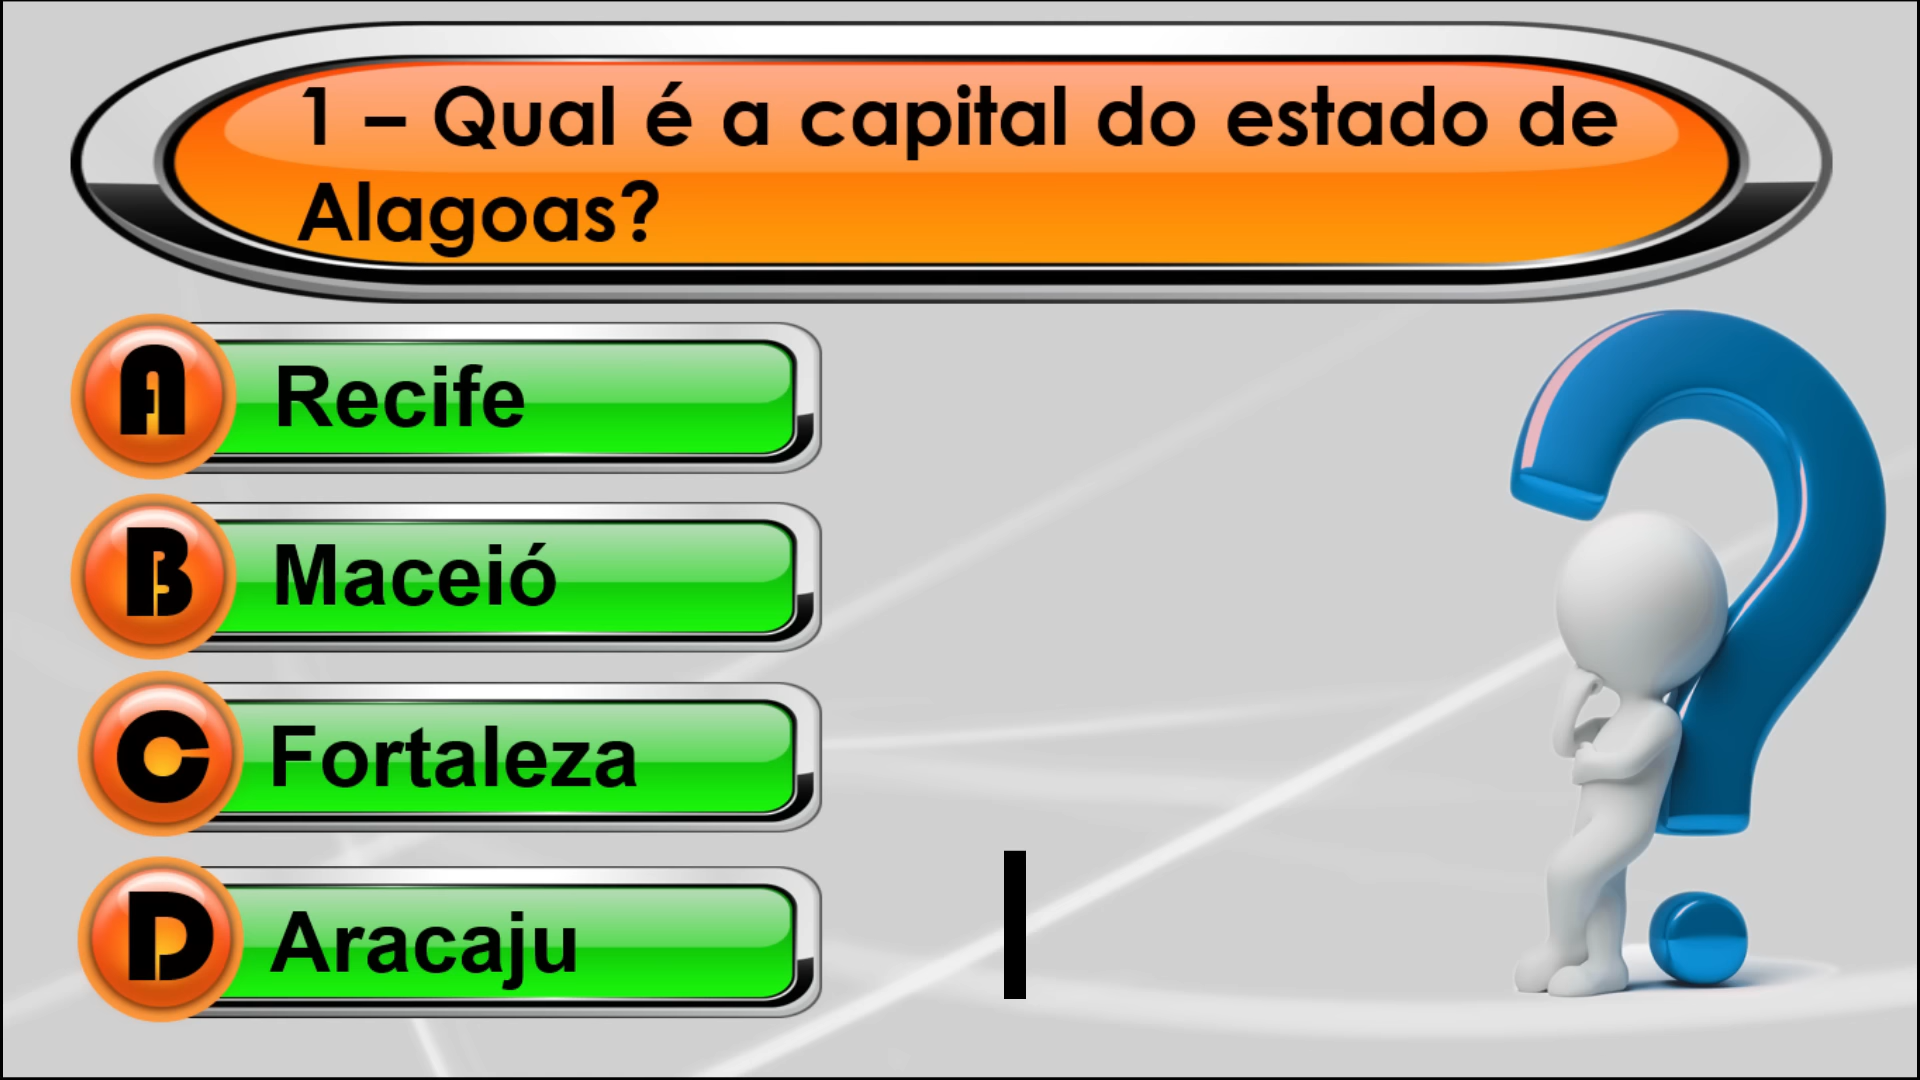 1 – Qual é a capital do estado de
Alagoas?
A Recife
B Maceió
C Fortaleza
D Aracaju